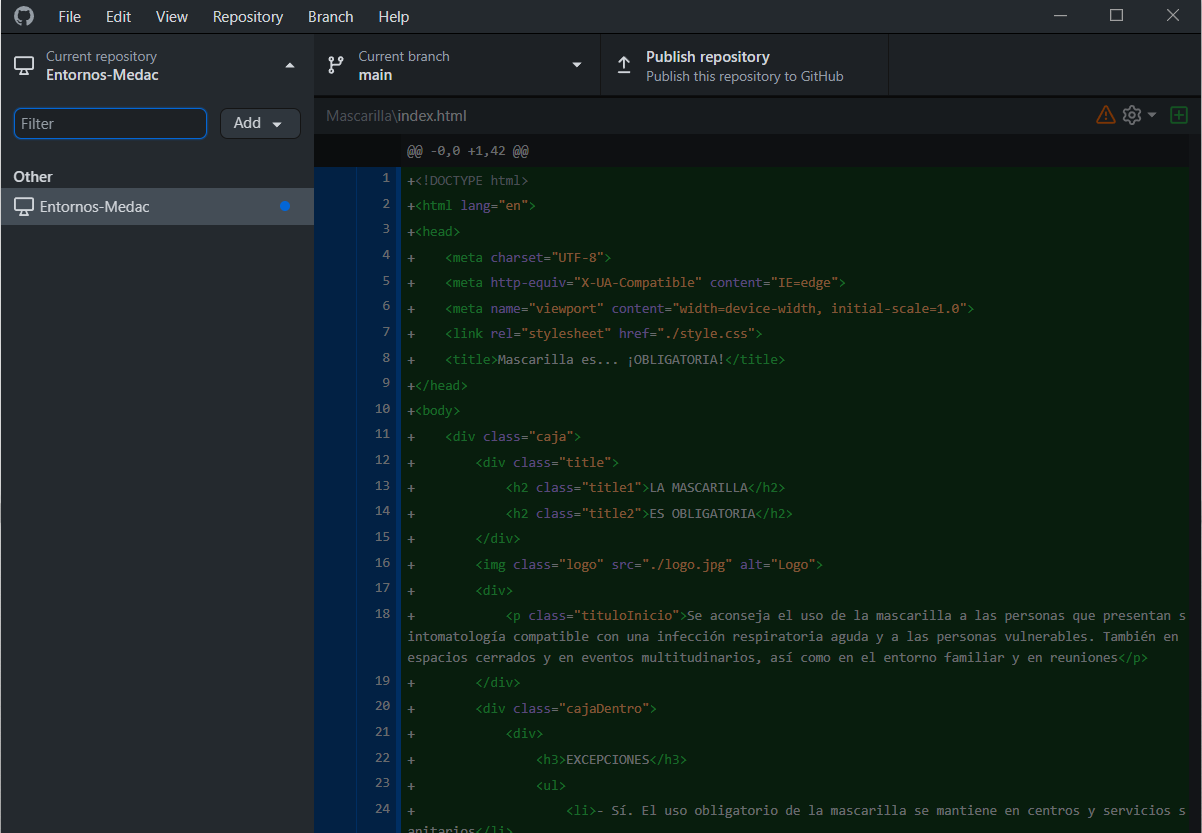 File Edit View Repository Branch Help
Current repository
Entornos-Medac
Current branch
main
Publish repository
Publish this repository to GitHub
Filter
Add
Other
Entornos-Medac
Mascarilla\index.html
@@ -0,0 +1,42 @@
1 +<!DOCTYPE html>
2 +<html lang="en">
3 +<head>
4 +    <meta charset="UTF-8">
5 +    <meta http-equiv="X-UA-Compatible" content="IE=edge">
6 +    <meta name="viewport" content="width=device-width, initial-scale=1.0">
7 +    <link rel="stylesheet" href="./style.css">
8 +    <title>Mascarilla es... ¡OBLIGATORIA!</title>
9 +</head>
10 +<body>
11 +    <div class="caja">
12 +        <div class="title">
13 +            <h2 class="title1">LA MASCARILLA</h2>
14 +            <h2 class="title2">ES OBLIGATORIA</h2>
15 +        </div>
16 +        <img class="logo" src="./logo.jpg" alt="Logo">
17 +        <div>
18 +            <p class="tituloInicio">Se aconseja el uso de la mascarilla a las personas que presentan s
intomatología compatible con una infección respiratoria aguda y a las personas vulnerables. También en
espacios cerrados y en eventos multitudinarios, así como en el entorno familiar y en reuniones</p>
19 +        </div>
20 +        <div class="cajaDentro">
21 +            <div>
22 +                <h3>EXCEPCIONES</h3>
23 +                <ul>
24 +                    <li>- Sí. El uso obligatorio de la mascarilla se mantiene en centros y servicios s
anitarios</li>